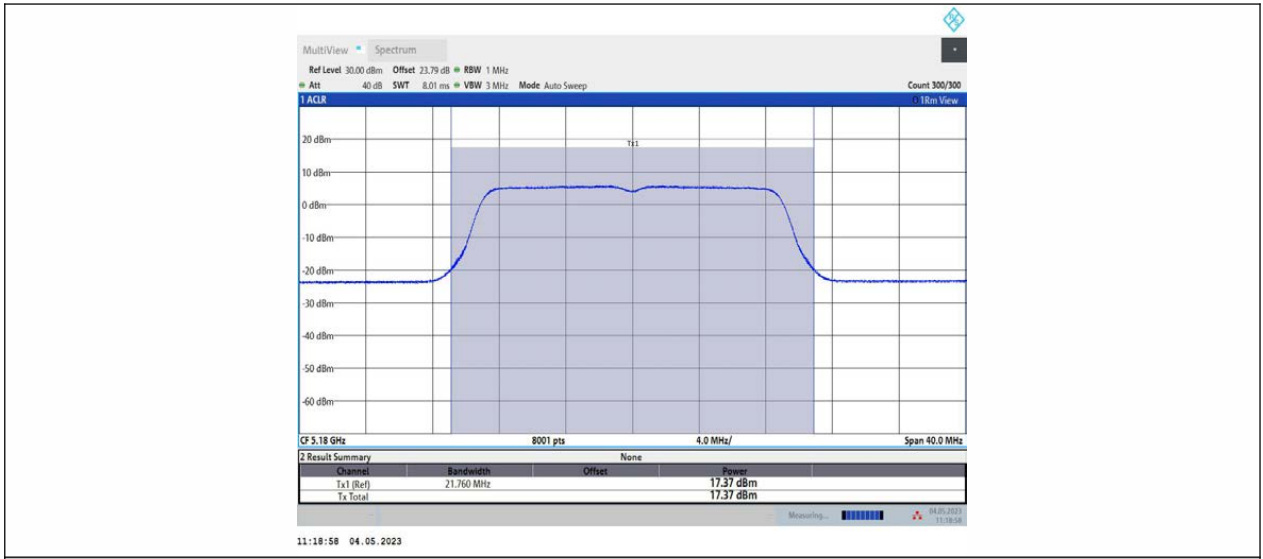 MultiView Spectrum
Ref Level 30.00 dBm Offset 23.79 dB RBW 1 MHz
Att 40 dB SWT 8.01 ms VBW 3 MHz Mode Auto Sweep Count 300/300
1 ACLR 1Rm View
Tx1
20 dBm
10 dBm
0 dBm
-10 dBm
-20 dBm
-30 dBm
-40 dBm
-50 dBm
-60 dBm
CF 5.18 GHz 8001 pts 4.0 MHz/ Span 40.0 MHz
2 Result Summary None
Channel Bandwidth Offset Power
Tx1 (Ref) 21.760 MHz 17.37 dBm
Tx Total 17.37 dBm
Measuring... 04.05.2023
11:18:58
11:18:58 04.05.2023